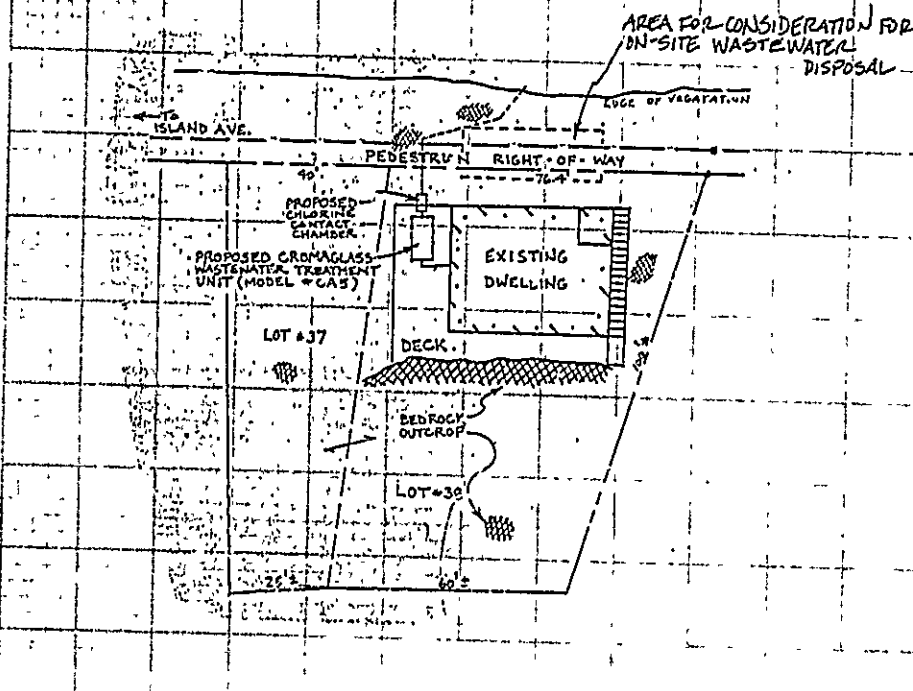 AREA FOR CONSIDERATION FOR
ON-SITE WASTEWATER
DISPOSAL
EDGE OF VEGATATION
TO
ISLAND AVE.
PEDESTRIAN RIGHT-OF-WAY
40'
76.4'
PROPOSED
CHLORINE
CONTACT
CHAMBER
PROPOSED CROMAGLASS
WASTEWATER TREATMENT
UNIT (MODEL #CA5)
EXISTING
DWELLING
LOT #37
DECK
102'±
BEDROCK
OUTCROP
LOT #38
25'±
60'±